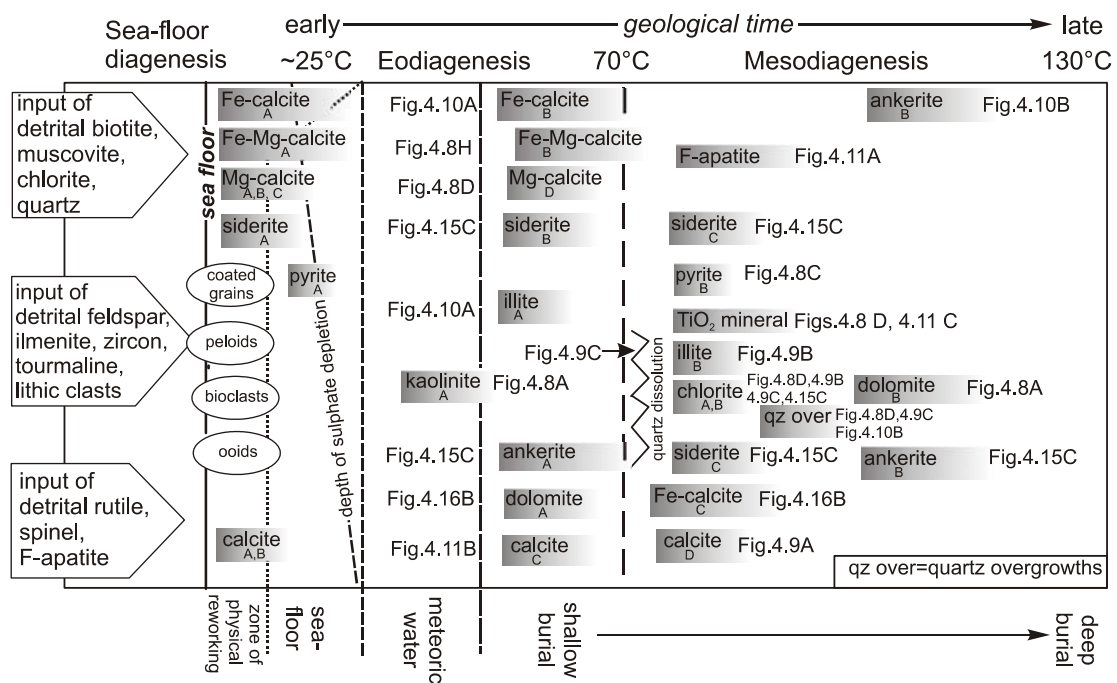 Sea-floor
diagenesis
early
geological time
late
~25°C
Eodiagenesis
70°C
Mesodiagenesis
130°C
input of
detrital biotite,
muscovite,
chlorite,
quartz
input of
detrital feldspar,
ilmenite, zircon,
tourmaline,
lithic clasts
input of
detrital rutile,
spinel,
F-apatite
sea floor
Fe-calcite
A
Fe-Mg-calcite
A
Mg-calcite
A,B, C
siderite
A
coated
grains
pyrite
A
peloids
bioclasts
ooids
calcite
A,B
depth of sulphate depletion
Fig.4.10A
Fig.4.8H
Fig.4.8D
Fig.4.15C
Fig.4.10A
kaolinite
A
Fig.4.8A
Fig.4.15C
Fig.4.16B
Fig.4.11B
Fe-calcite
B
Fe-Mg-calcite
B
Mg-calcite
D
siderite
B
illite
A
Fig.4.9C
ankerite
A
dolomite
A
calcite
C
quartz dissolution
ankerite
B
Fig.4.10B
F-apatite
Fig.4.11A
siderite
C
Fig.4.15C
pyrite
B
Fig.4.8C
TiO₂ mineral
Figs.4.8 D, 4.11 C
illite
B
Fig.4.9B
chlorite
A,B
Fig.4.8D,4.9B
4.9C,4.15C
dolomite
B
Fig.4.8A
qz over
Fig.4.8D,4.9C
Fig.4.10B
siderite
C
Fig.4.15C
ankerite
B
Fig.4.15C
Fe-calcite
C
Fig.4.16B
calcite
D
Fig.4.9A
qz over=quartz overgrowths
zone of
physical
reworking
sea-
floor
meteoric
water
shallow
burial
deep
burial